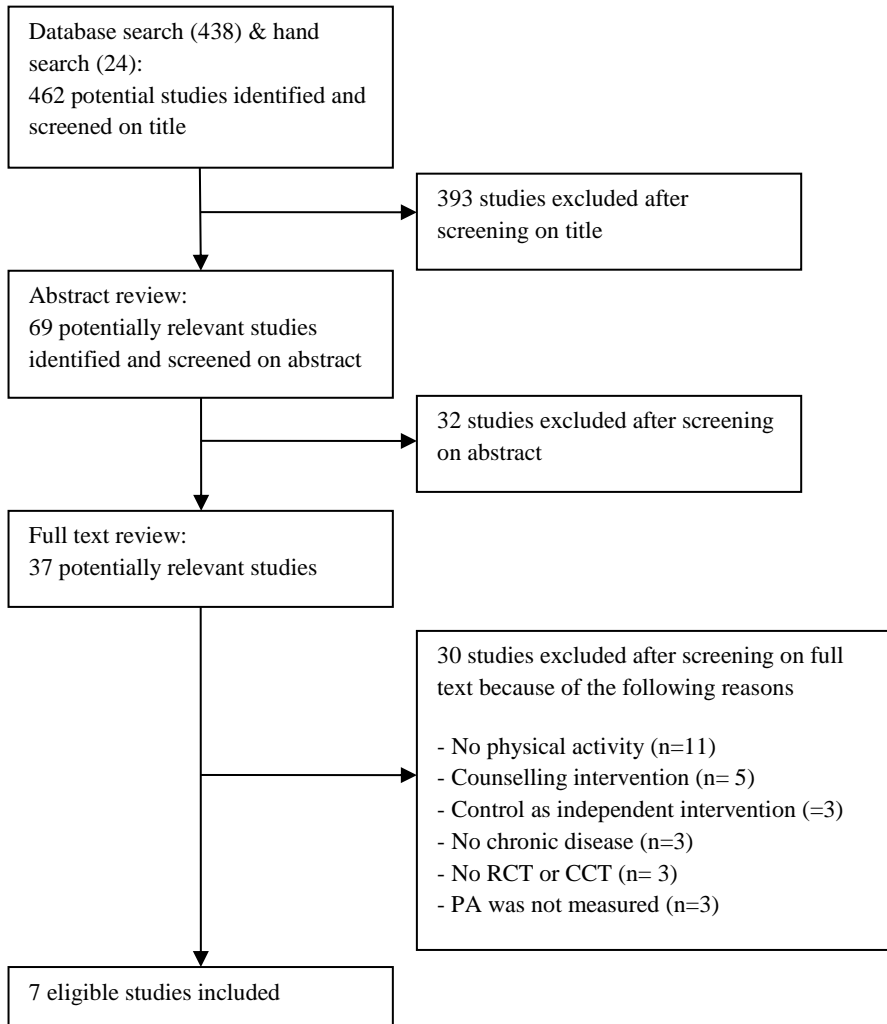 Database search (438) & hand
search (24):
462 potential studies identified and
screened on title
393 studies excluded after
screening on title
Abstract review:
69 potentially relevant studies
identified and screened on abstract
32 studies excluded after screening
on abstract
Full text review:
37 potentially relevant studies
30 studies excluded after screening on full
text because of the following reasons
- No physical activity (n=11)
- Counselling intervention (n= 5)
- Control as independent intervention (=3)
- No chronic disease (n=3)
- No RCT or CCT (n= 3)
- PA was not measured (n=3)
7 eligible studies included